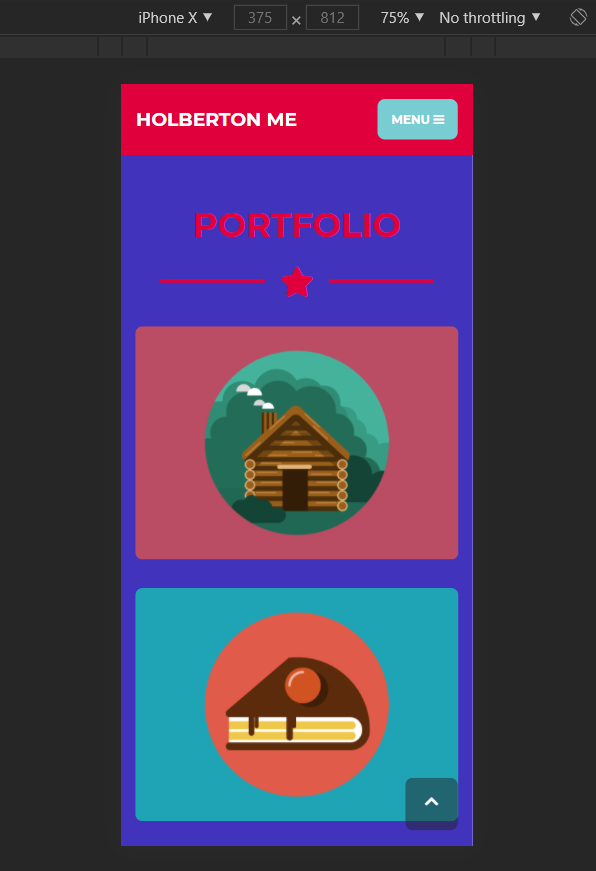 iPhone X ▼ 375 × 812 75% ▼ No throttling ▼
HOLBERTON ME
MENU
PORTFOLIO